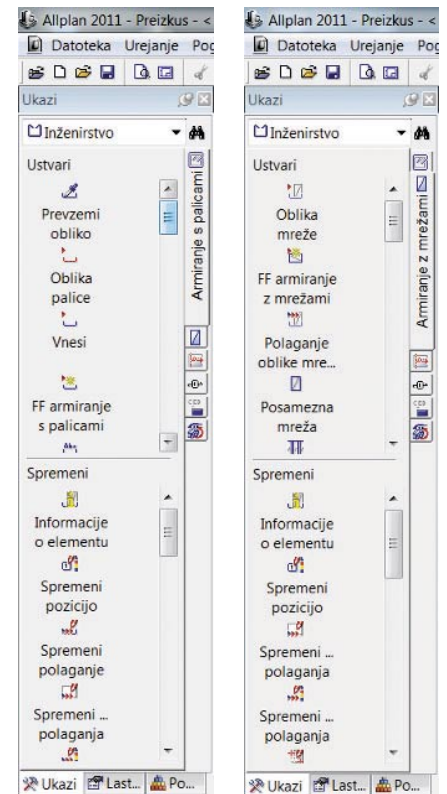 Allplan 2011 - Preizkus - <
Datoteka Urejanje Pog
Ukazi
Inženirstvo
Ustvari
Prevzemi
obliko
Oblika
palice
Vnesi
FF armiranje
s palicami
Armiranje s palicami
Spremeni
Informacije
o elementu
Spremeni
pozicijo
Spremeni
polaganje
Spremeni ...
polaganja
Ukazi Last... Po...
Allplan 2011 - Preizkus - <
Datoteka Urejanje Pog
Ukazi
Inženirstvo
Ustvari
Oblika
mreže
FF armiranje
z mrežami
Polaganje
oblike mre...
Posamezna
mreža
Armiranje z mrežami
Spremeni
Informacije
o elementu
Spremeni
pozicijo
Spremeni ...
polaganja
Spremeni ...
polaganja
Ukazi Last... Po...